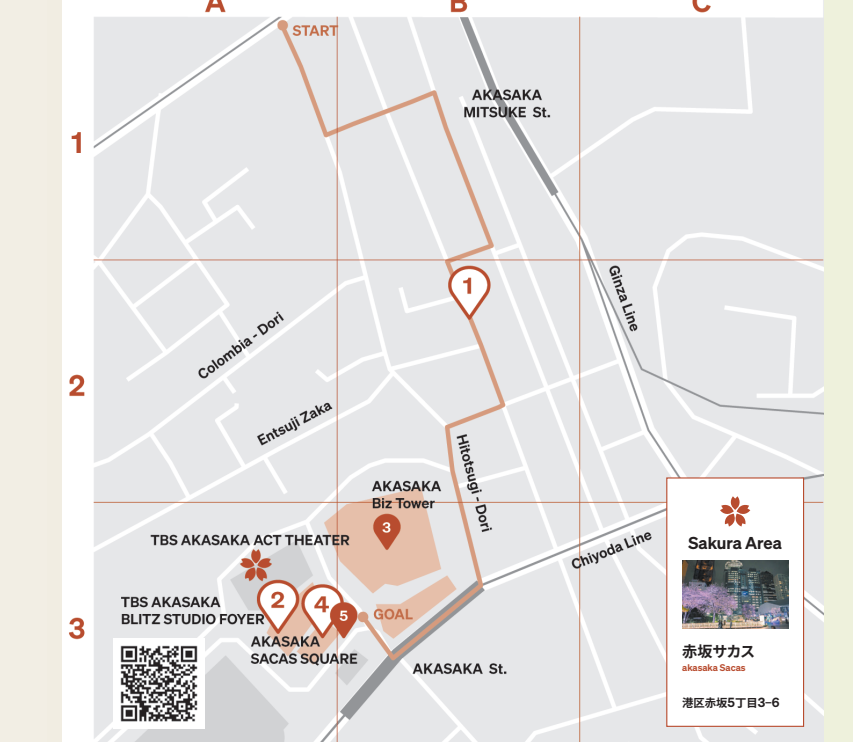 A
B
C
START
AKASAKA
MITSUKE St.
1
1
Ginza Line
Colombia - Dori
2
Entsuji Zaka
Hitotsugi - Dori
AKASAKA
Biz Tower
3
TBS AKASAKA ACT THEATER
Chiyoda Line
Sakura Area
TBS AKASAKA
BLITZ STUDIO FOYER
2
4
5
GOAL
3
AKASAKA
SACAS SQUARE
AKASAKA St.
赤坂サカス
akasaka Sacas
港区赤坂5丁目3-6